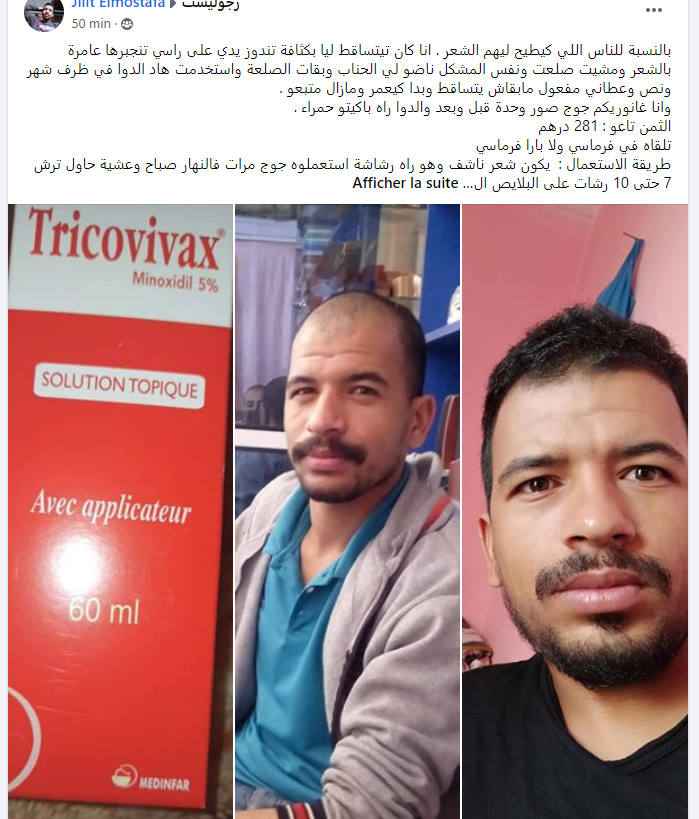 Jilit Elmostafa ▸ رجوليست
50 min ·
بالنسبة للناس اللي كيطيح ليهم الشعر . انا كان تيتساقط ليا بكثافة تندوز يدي على راسي تنجبرها عامرة
بالشعر ومشيت صلعت ونفس المشكل ناضو لي الحناب وبقات الصلعة واستخدمت هاد الدوا في ظرف شهر
ونص وعطاني مفعول مابقاش يتساقط وبدا كيعمر ومازال متبعو .
وانا غانوريكم جوج صور وحدة قبل وبعد والدوا راه باكيتو حمراء .
الثمن تاعو : 281 درهم
تلقاه في فرماسي ولا بارا فرماسي
طريقة الاستعمال : يكون شعر ناشف وهو راه رشاشة استعملوه جوج مرات فالنهار صباح وعشية حاول ترش
7 حتى 10 رشات على البلايص ال... Afficher la suite
Tricovivax®
Minoxidil 5%
SOLUTION TOPIQUE
Avec applicateur
60 ml
MEDINFAR